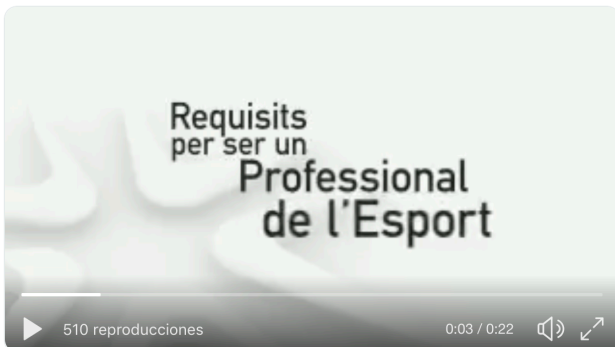 Requisits
per ser un
Professional
de l'Esport
510 reproducciones
0:03 / 0:22